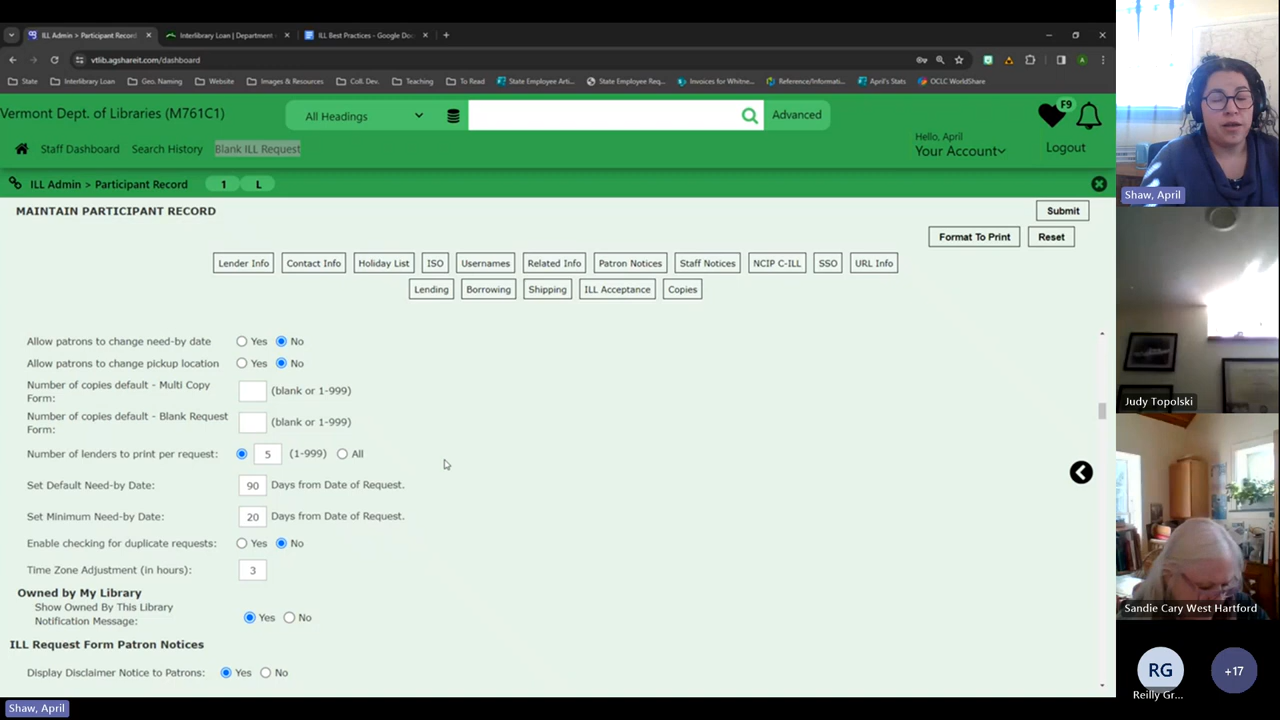 ILL Admin > Participant Record
Interlibrary Loan | Department
ILL Best Practices - Google Doc
vtlib.agshareit.com/dashboard
State
Interlibrary Loan
Geo. Naming
Website
Images & Resources
Coll. Dev.
Teaching
To Read
State Employee Arti...
State Employee Req...
Invoices for Whitne...
Reference/Informati...
April's Stats
OCLC WorldShare
Vermont Dept. of Libraries (M761C1)
All Headings
Advanced
F9
Hello, April
Your Account
Logout
Staff Dashboard
Search History
Blank ILL Request
ILL Admin > Participant Record
1
L
MAINTAIN PARTICIPANT RECORD
Submit
Format To Print
Reset
Lender Info
Contact Info
Holiday List
ISO
Usernames
Related Info
Patron Notices
Staff Notices
NCIP C-ILL
SSO
URL Info
Lending
Borrowing
Shipping
ILL Acceptance
Copies
Allow patrons to change need-by date Yes No
Allow patrons to change pickup location Yes No
Number of copies default - Multi Copy
Form: (blank or 1-999)
Number of copies default - Blank Request
Form: (blank or 1-999)
Number of lenders to print per request: 5 (1-999) All
Set Default Need-by Date: 90 Days from Date of Request.
Set Minimum Need-by Date: 20 Days from Date of Request.
Enable checking for duplicate requests: Yes No
Time Zone Adjustment (in hours): 3
Owned by My Library
Show Owned By This Library
Notification Message: Yes No
ILL Request Form Patron Notices
Display Disclaimer Notice to Patrons: Yes No
Shaw, April
Shaw, April
Judy Topolski
Sandie Cary West Hartford
RG
Reilly Gr...
+17